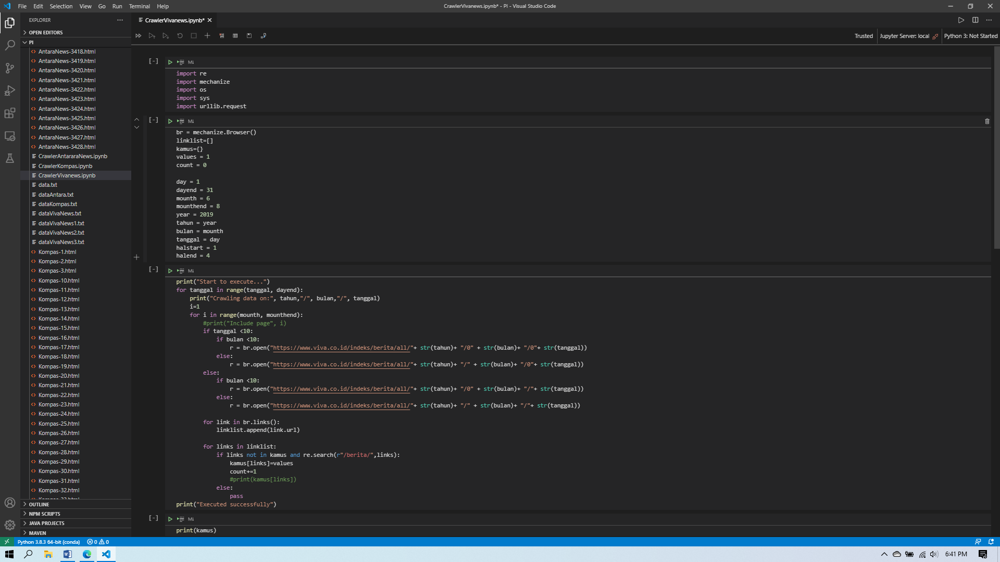 File Edit Selection View Go Run Terminal Help
CrawlerVivanews.ipynb* - PI - Visual Studio Code
EXPLORER
OPEN EDITORS
PI
AntaraNews-3418.html
AntaraNews-3419.html
AntaraNews-3420.html
AntaraNews-3421.html
AntaraNews-3422.html
AntaraNews-3423.html
AntaraNews-3424.html
AntaraNews-3425.html
AntaraNews-3426.html
AntaraNews-3427.html
AntaraNews-3428.html
CrawlerAntararaNews.ipynb
CrawlerKompas.ipynb
CrawlerVivanews.ipynb
data.txt
dataAntara.txt
dataKompas.txt
dataVivaNews.txt
dataVivaNews1.txt
dataVivaNews2.txt
dataVivaNews3.txt
Kompas-1.html
Kompas-2.html
Kompas-3.html
Kompas-10.html
Kompas-11.html
Kompas-12.html
Kompas-13.html
Kompas-14.html
Kompas-15.html
Kompas-16.html
Kompas-17.html
Kompas-18.html
Kompas-19.html
Kompas-20.html
Kompas-21.html
Kompas-22.html
Kompas-23.html
Kompas-24.html
Kompas-25.html
Kompas-26.html
Kompas-27.html
Kompas-28.html
Kompas-29.html
Kompas-30.html
Kompas-31.html
Kompas-32.html
OUTLINE
NPM SCRIPTS
JAVA PROJECTS
MAVEN
CrawlerVivanews.ipynb*
Trusted
Jupyter Server: local
Python 3: Not Started
[-]
M↓
import re
import mechanize
import os
import sys
import urllib.request
[-]
M↓
br = mechanize.Browser()
linklist=[]
kamus={}
values = 1
count = 0
day = 1
dayend = 31
mounth = 6
mounthend = 8
year = 2019
tahun = year
bulan = mounth
tanggal = day
halstart = 1
halend = 4
[-]
M↓
print("Start to execute...")
for tanggal in range(tanggal, dayend):
    print("Crawling data on:", tahun,"/", bulan,"/", tanggal)
    i=1
    for i in range(mounth, mounthend):
        #print("Include page", i)
        if tanggal <10:
            if bulan <10:
                r = br.open("https://www.viva.co.id/indeks/berita/all/"+ str(tahun)+ "/0" + str(bulan)+ "/0"+ str(tanggal))
            else:
                r = br.open("https://www.viva.co.id/indeks/berita/all/"+ str(tahun)+ "/" + str(bulan)+ "/0"+ str(tanggal))
        else:
            if bulan <10:
                r = br.open("https://www.viva.co.id/indeks/berita/all/"+ str(tahun)+ "/0" + str(bulan)+ "/"+ str(tanggal))
            else:
                r = br.open("https://www.viva.co.id/indeks/berita/all/"+ str(tahun)+ "/" + str(bulan)+ "/"+ str(tanggal))
        for link in br.links():
            linklist.append(link.url)
        for links in linklist:
            if links not in kamus and re.search(r"/berita/",links):
                kamus[links]=values
                count+=1
                #print(kamus[links])
            else:
                pass
print("Executed successfully")
[-]
M↓
print(kamus)
Python 3.8.3 64-bit (conda)
0
0
6:41 PM